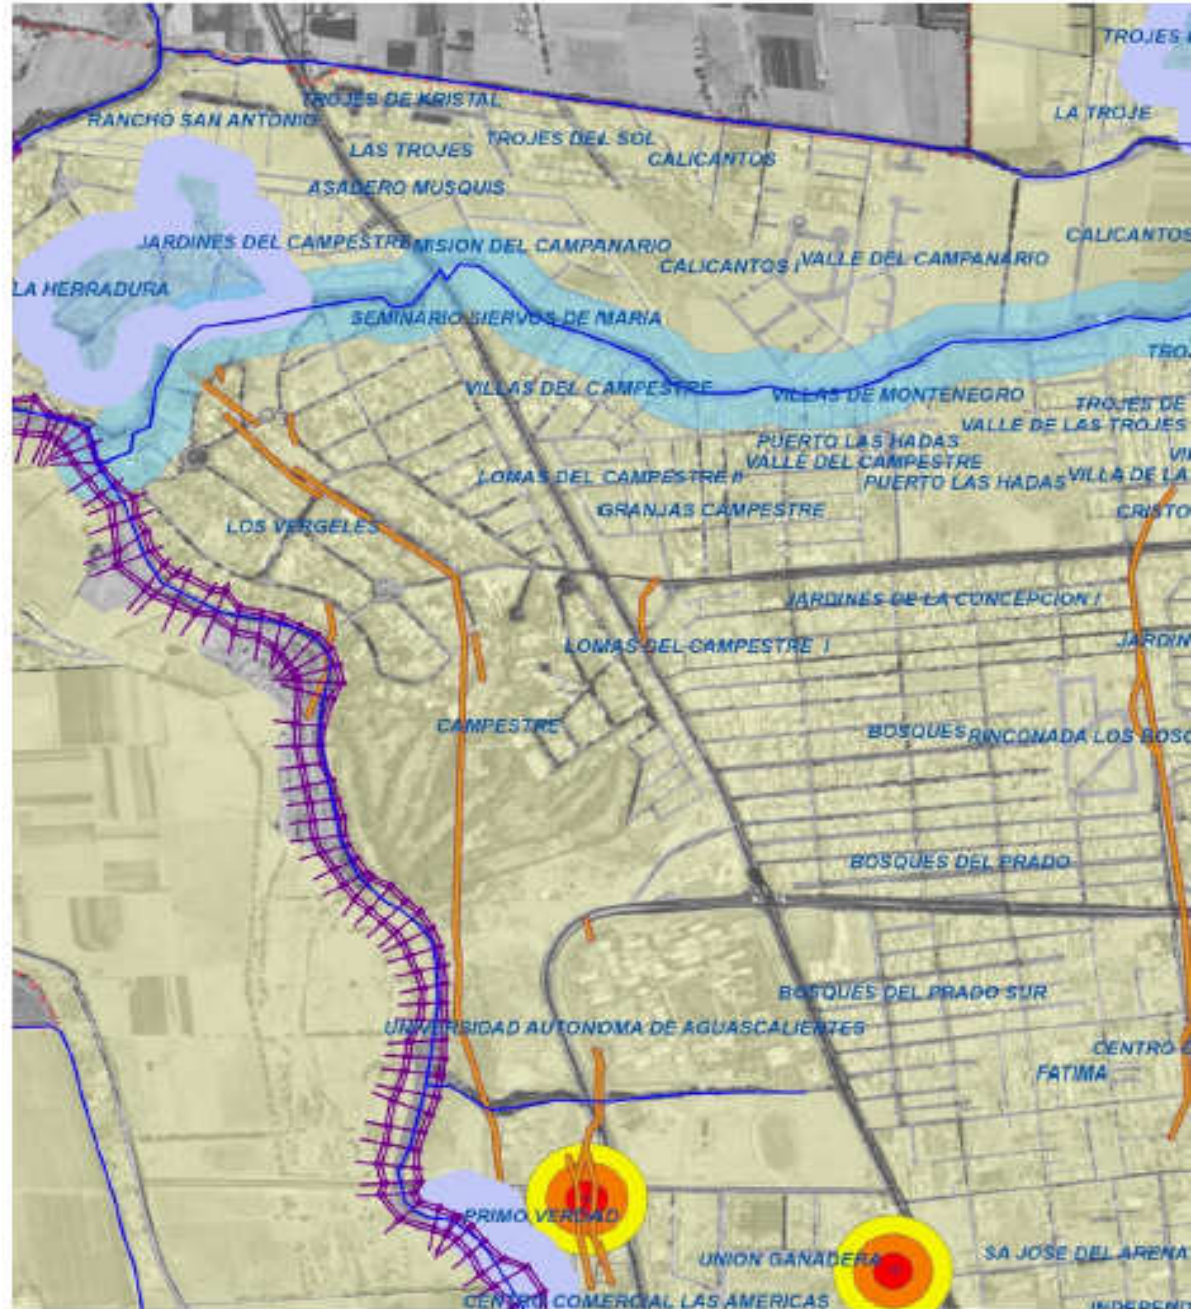 TROJES
TROJES DE KRISTAL
LA TROJE
RANCHO SAN ANTONIO
TROJES DEL SOL
LAS TROJES
CALICANTOS
ASADERO MUSQUIS
CALICANTOS
JARDINES DEL CAMPESTRE
MISION DEL CAMPANARIO
CALICANTOS I
VALLE DEL CAMPANARIO
LA HERRADURA
SEMINARIO SIERVOS DE MARIA
VILLAS DEL CAMPESTRE
VILLAS DE MONTENEGRO
TROJES DE
VALLE DE LAS TROJES
PUERTO LAS HADAS
VALLE DEL CAMPESTRE
LOMAS DEL CAMPESTRE II
PUERTO LAS HADAS
VILLA DE LA
GRANJAS CAMPESTRE
CRISTO
LOS VERGELES
JARDINES DE LA CONCEPCION I
LOMAS DEL CAMPESTRE I
JARDIN
CAMPESTRE
BOSQUES
RINCONADA LOS BOSQ
BOSQUES DEL PRADO
BOSQUES DEL PRADO SUR
UNIVERSIDAD AUTONOMA DE AGUASCALIENTES
CENTRO
FATIMA
PRIMO VERDAD
UNION GANADERA
SA JOSE DEL ARENA
CENTRO COMERCIAL LAS AMERICAS